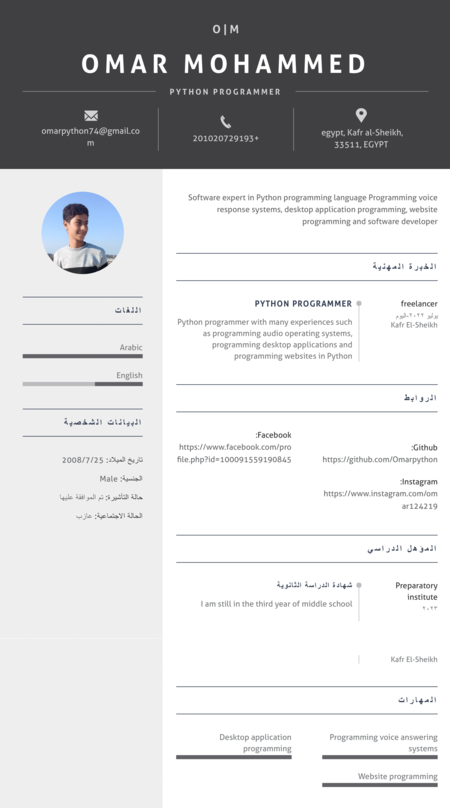 O|M
OMAR MOHAMMED
PYTHON PROGRAMMER
omarpython74@gmail.co
m
201020729193+
egypt, Kafr al-Sheikh,
33511, EGYPT
Software expert in Python programming language Programming voice
response systems, desktop application programming, website
programming and software developer
الخبرة المهنية
PYTHON PROGRAMMER
Python programmer with many experiences such
as programming audio operating systems,
programming desktop applications and
programming websites in Python
freelancer
يوليو ٢٠٢٢-اليوم
Kafr El-Sheikh
الروابط
:Facebook
https://www.facebook.com/pro
file.php?id=100091559190845
:Github
https://github.com/Omarpython
:Instagram
https://www.instagram.com/om
ar124219
المؤهل الدراسي
شهادة الدراسة الثانوية
I am still in the third year of middle school
Preparatory
institute
٢٠٢٣
Kafr El-Sheikh
المهارات
Desktop application
programming
Programming voice answering
systems
Website programming
اللغات
Arabic
English
البيانات الشخصية
تاريخ الميلاد: 2008/7/25
الجنسية: Male
حالة التأشيرة: تم الموافقة عليها
الحالة الاجتماعية: عازب